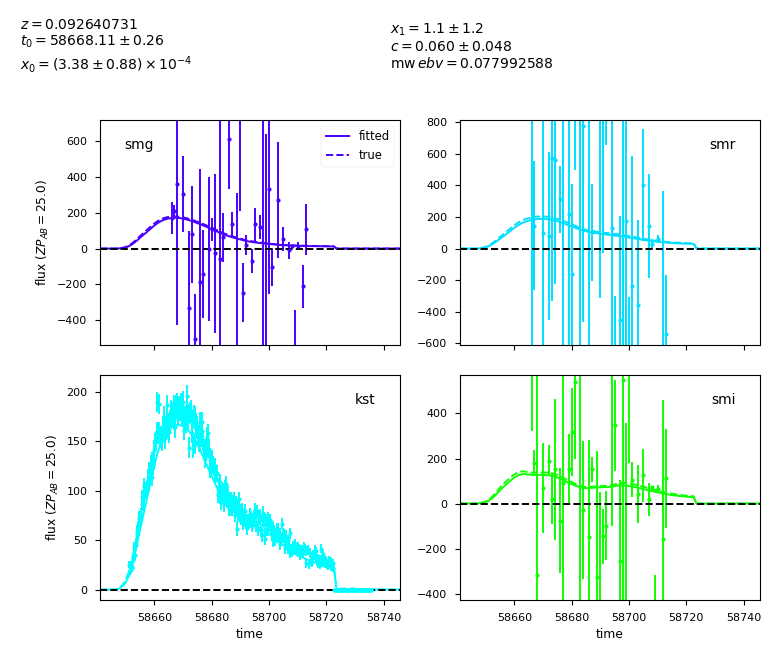 z = 0.092640731
t₀ = 58668.11 ± 0.26
x₀ = (3.38 ± 0.88) × 10⁻⁴
x₁ = 1.1 ± 1.2
c = 0.060 ± 0.048
mw ebv = 0.077992588
smg
fitted
true
600
400
200
0
−200
−400
flux (ZP_AB = 25.0)
smr
800
600
400
200
0
−200
−400
−600
kst
200
150
100
50
0
flux (ZP_AB = 25.0)
58660 58680 58700 58720 58740
time
smi
400
200
0
−200
−400
58660 58680 58700 58720 58740
time